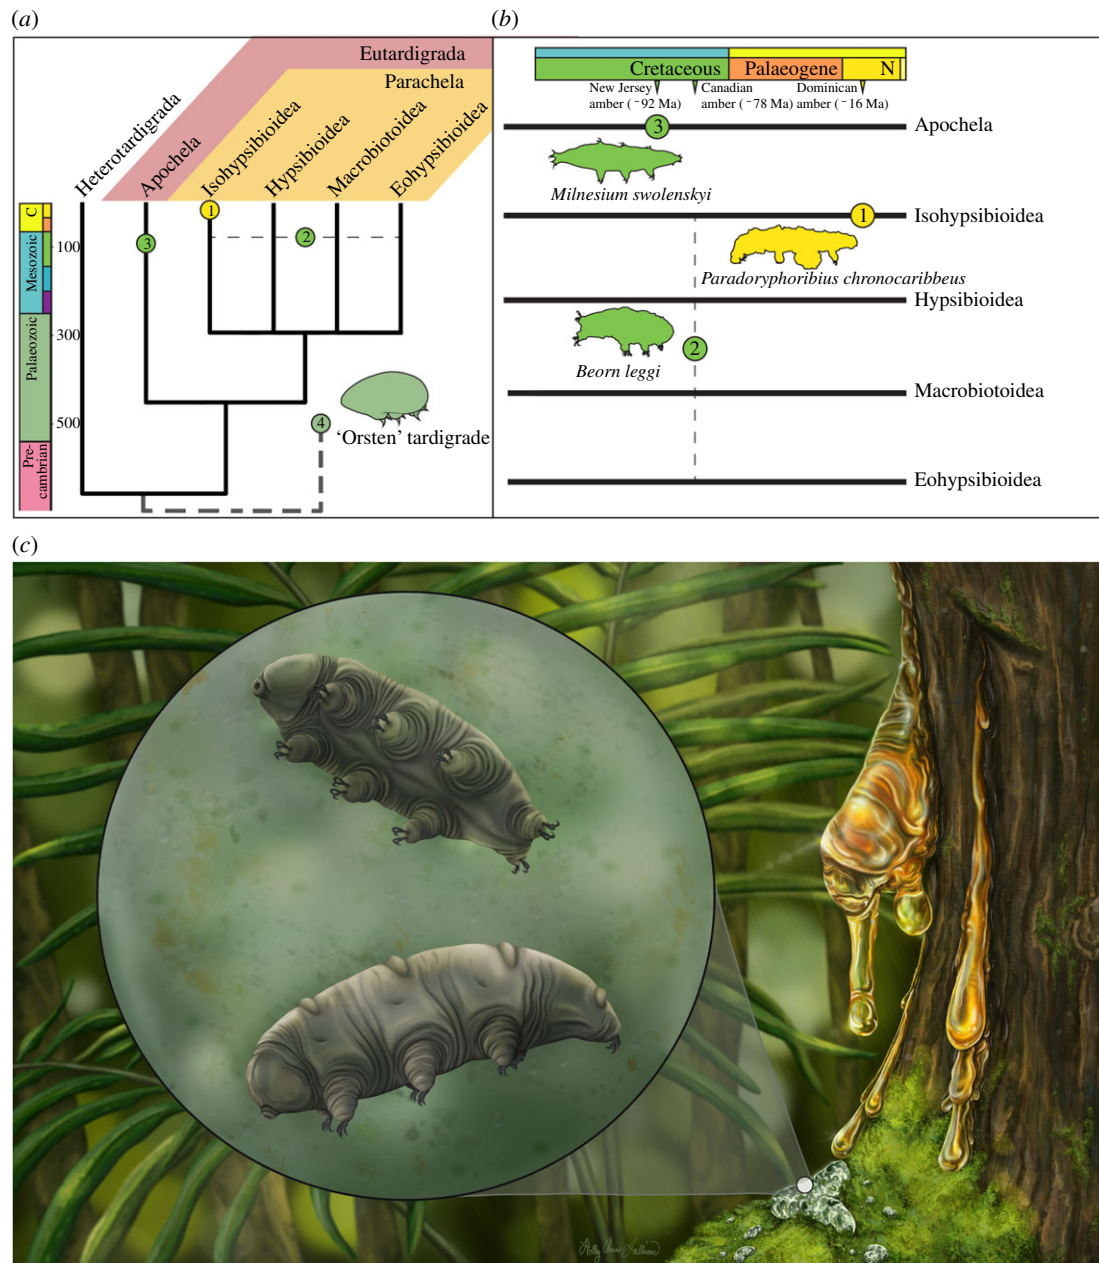 (a)
Eutardigrada
Parachela
Heterotardigrada
Apochela
Isohypsibioidea
Hypsibioidea
Macrobiotoidea
Eohypsibioidea
C
Mesozoic
Palaeozoic
Pre-
cambrian
100
300
500
1
2
3
4
'Orsten' tardigrade
(b)
Cretaceous
Palaeogene
N
New Jersey
amber (~92 Ma)
Canadian
amber (~78 Ma)
Dominican
amber (~16 Ma)
3
Apochela
Milnesium swolenskyi
1
Isohypsibioidea
Paradoryphoribius chronocaribbeus
Hypsibioidea
2
Beorn leggi
Macrobiotoidea
Eohypsibioidea
(c)
Holly Anne